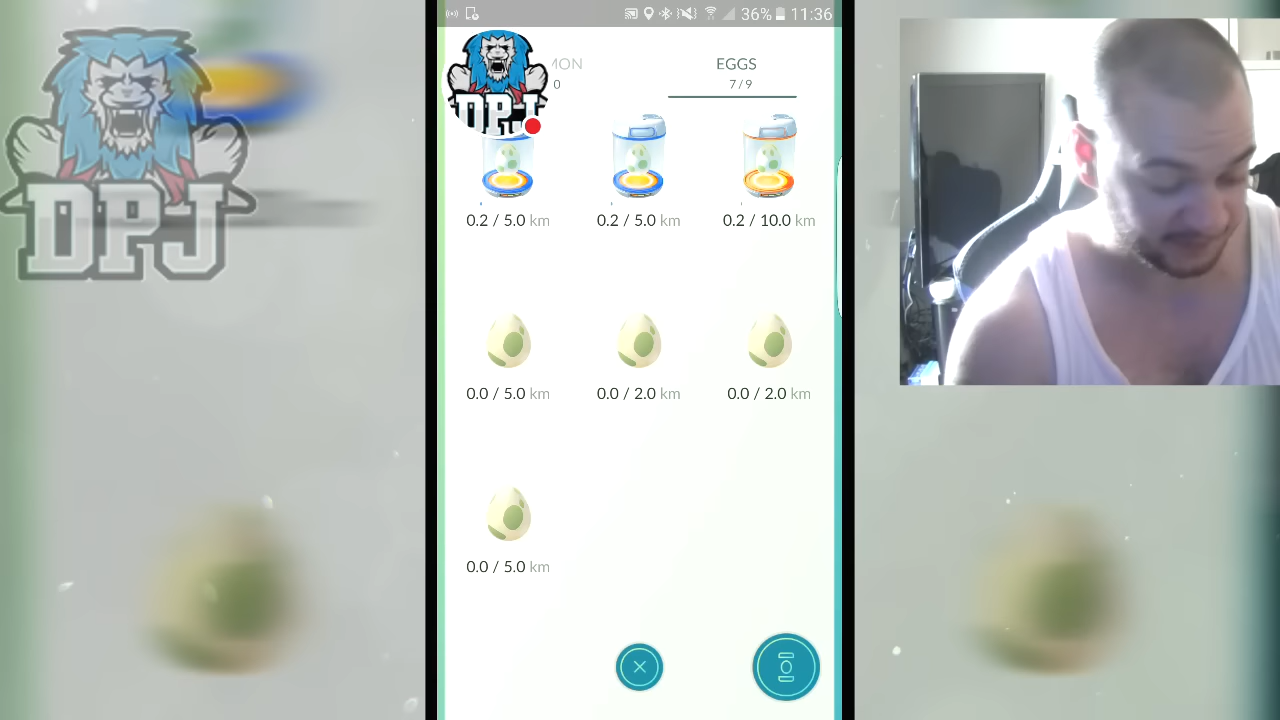 36% 11:36
MON
EGGS
0
7/9
DPJ
DPJ
0.2 / 5.0 km
0.2 / 5.0 km
0.2 / 10.0 km
0.0 / 5.0 km
0.0 / 2.0 km
0.0 / 2.0 km
0.0 / 5.0 km